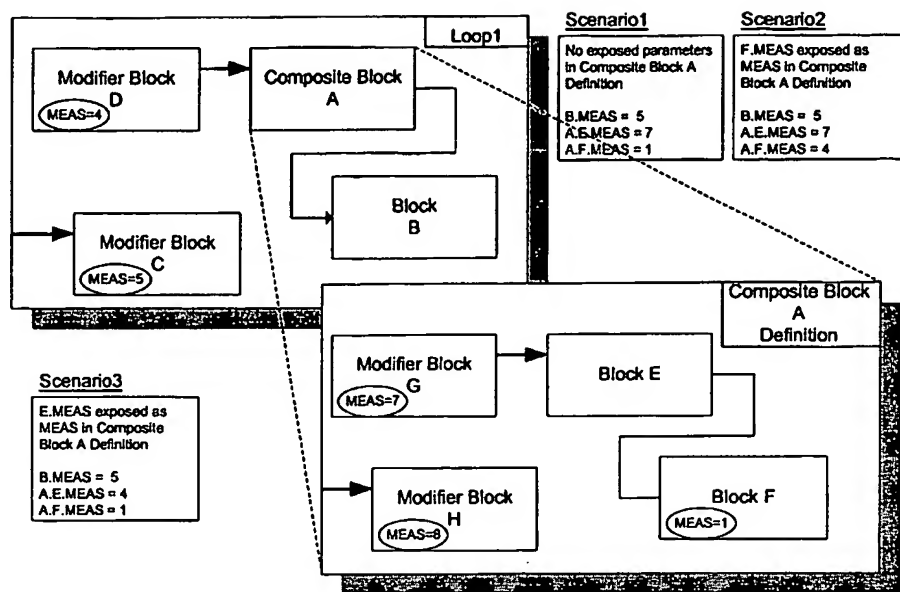 Loop1
Modifier Block
D
MEAS=4
Composite Block
A
Block
B
Modifier Block
C
MEAS=5
Scenario1
No exposed parameters
in Composite Block A
Definition
B.MEAS = 5
A.E.MEAS = 7
A.F.MEAS = 1
Scenario2
F.MEAS exposed as
MEAS in Composite
Block A Definition
B.MEAS = 5
A.E.MEAS = 7
A.F.MEAS = 4
Composite Block
A
Definition
Modifier Block
G
MEAS=7
Block E
Modifier Block
H
MEAS=8
Block F
MEAS=1
Scenario3
E.MEAS exposed as
MEAS in Composite
Block A Definition
B.MEAS = 5
A.E.MEAS = 4
A.F.MEAS = 1